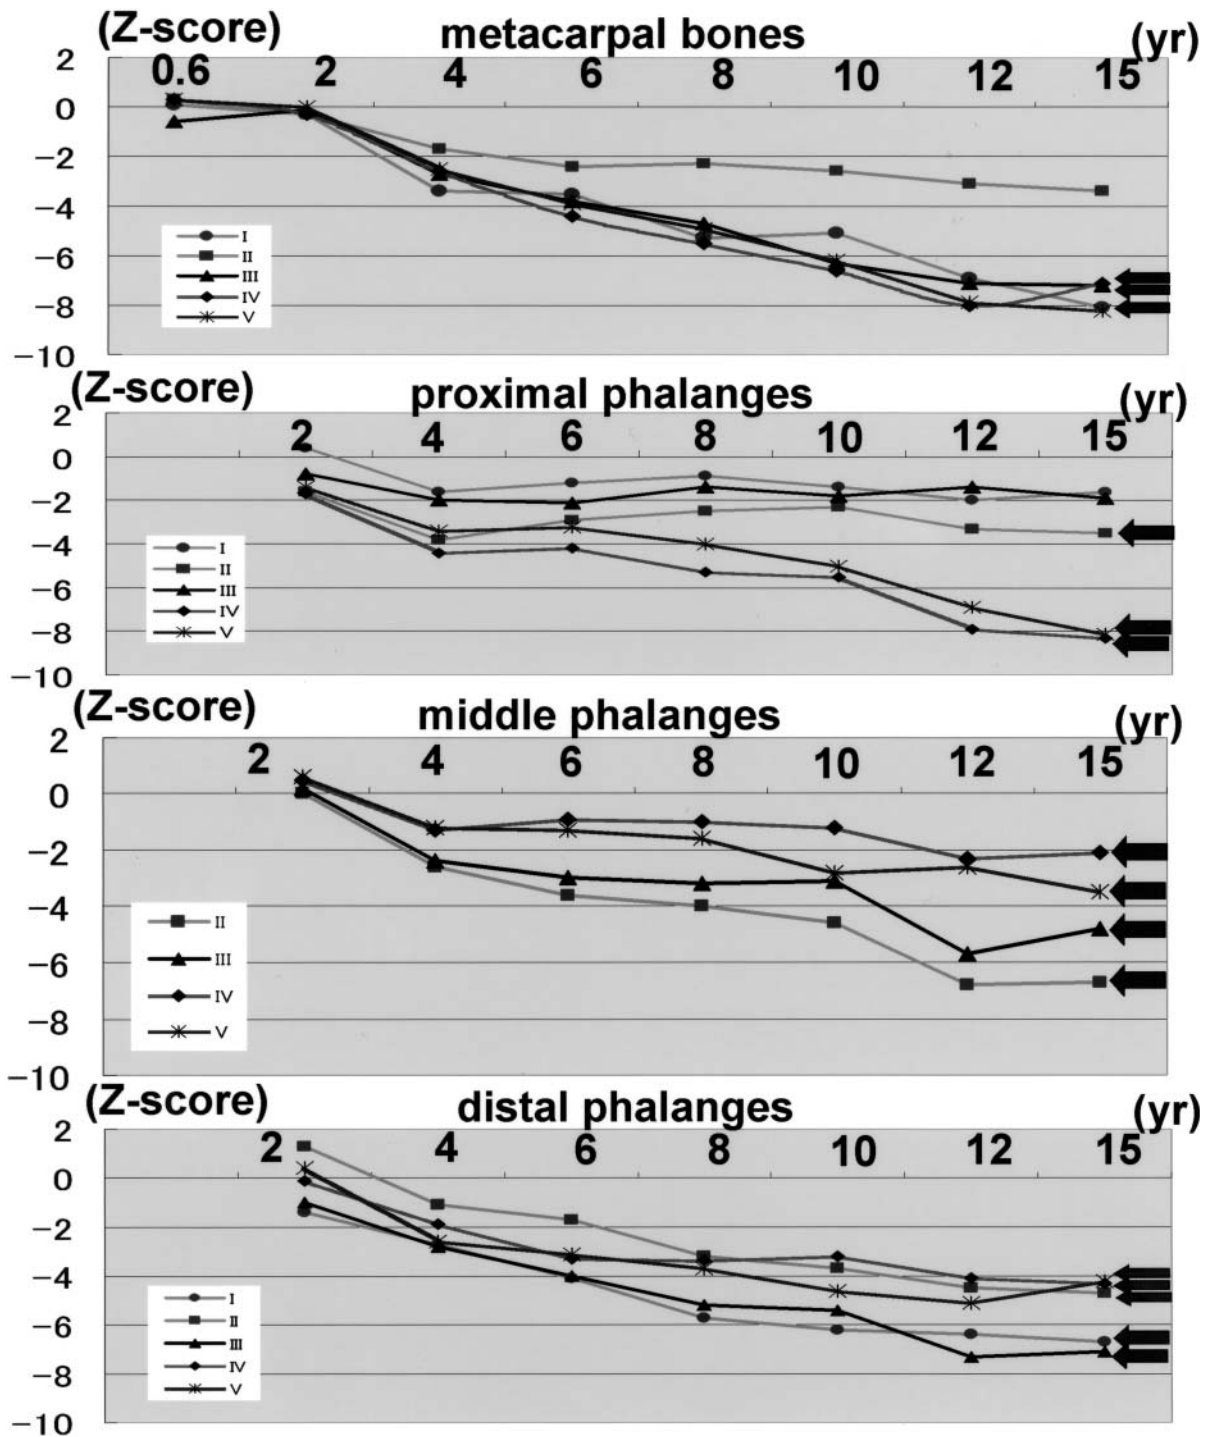 (Z-score) metacarpal bones (yr)
2
0.6 2 4 6 8 10 12 15
0
−2
−4
−6
−8
−10
I
II
III
IV
V
(Z-score) proximal phalanges (yr)
2
2 4 6 8 10 12 15
0
−2
−4
−6
−8
−10
I
II
III
IV
V
(Z-score) middle phalanges (yr)
2
2 4 6 8 10 12 15
0
−2
−4
−6
−8
−10
II
III
IV
V
(Z-score) distal phalanges (yr)
2
2 4 6 8 10 12 15
0
−2
−4
−6
−8
−10
I
II
III
IV
V